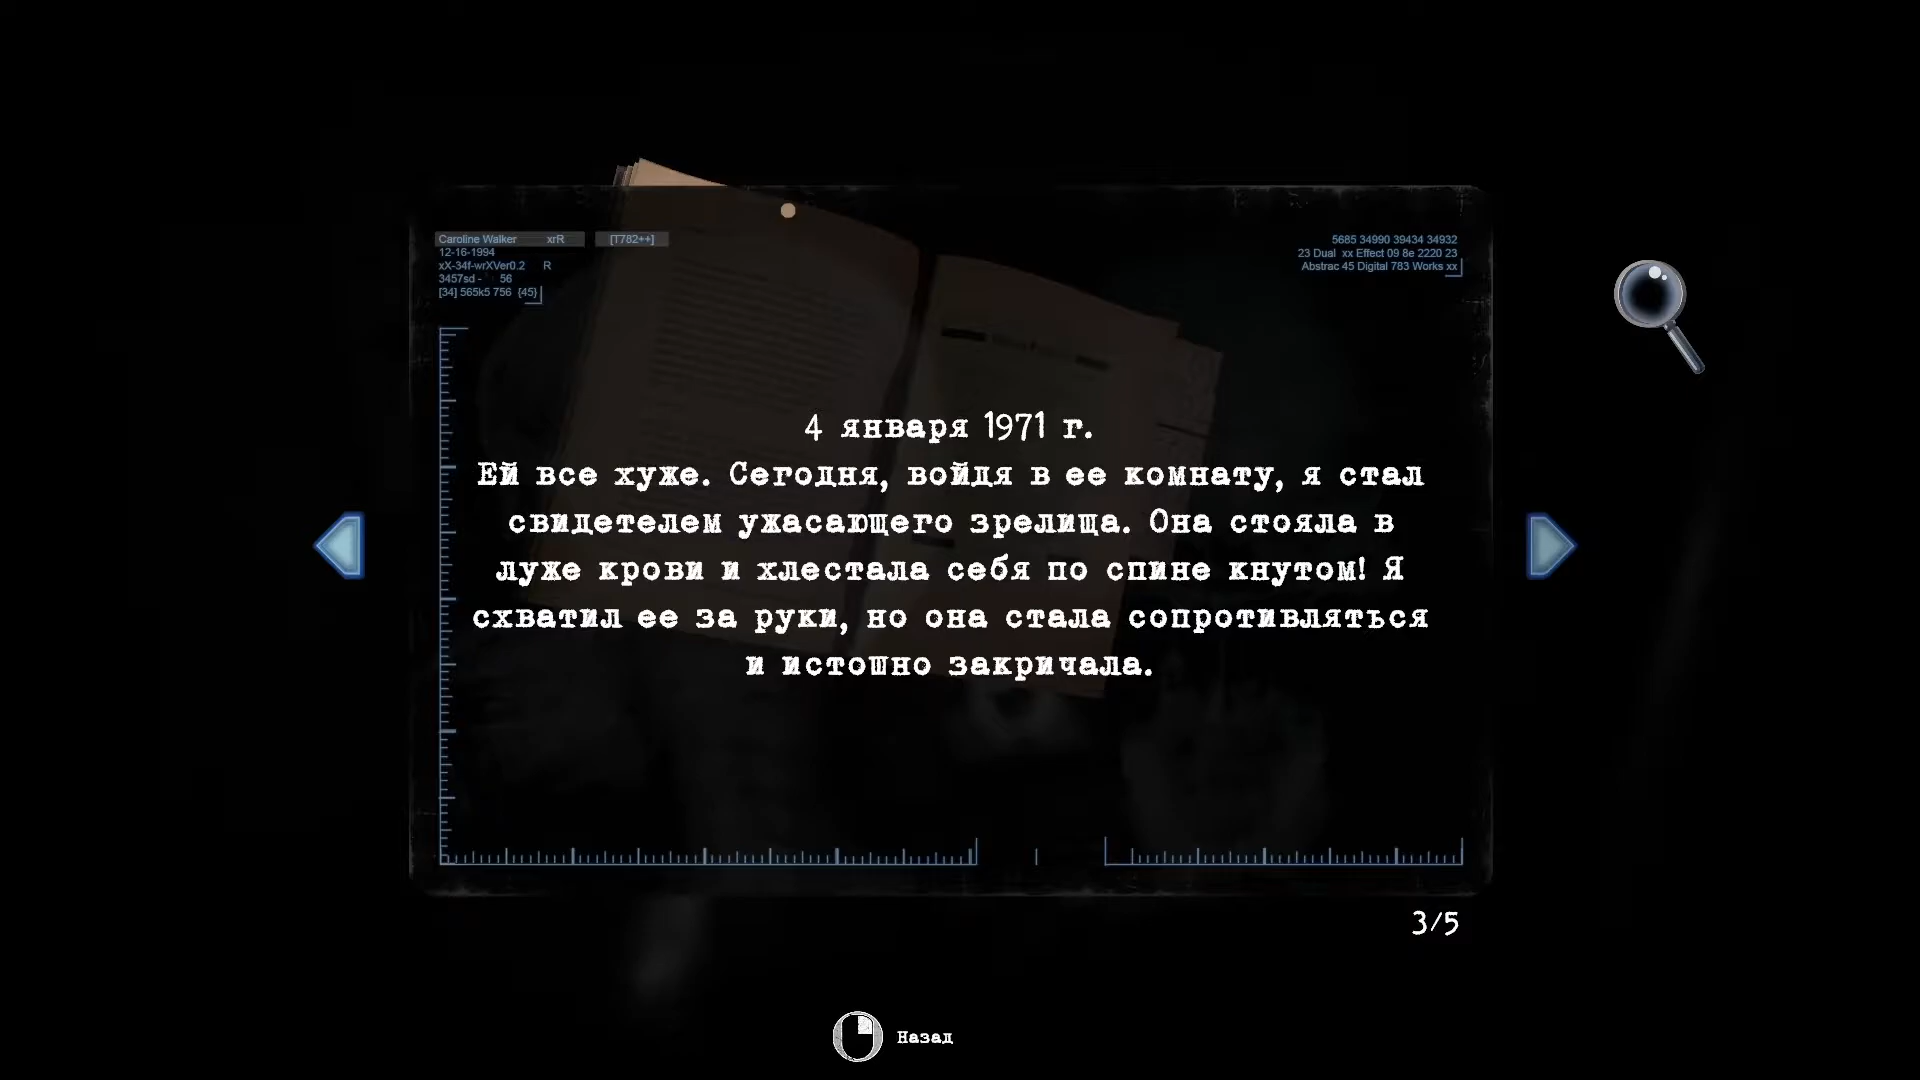 Caroline Walker xrR [T782++]
12-16-1994
xX-34f-wrXVer0.2 R
3457sd - 56
[34] 565k5 756 {45}
5685 34990 39434 34932
23 Dual xx Effect 09 8e 2220 23
Abstrac 45 Digital 783 Works xx
4 января 1971 г.
Ей все хуже. Сегодня, войдя в ее комнату, я стал
свидетелем ужасающего зрелища. Она стояла в
луже крови и хлестала себя по спине кнутом! Я
схватил ее за руки, но она стала сопротивляться
и истошно закричала.
3/5
Назад